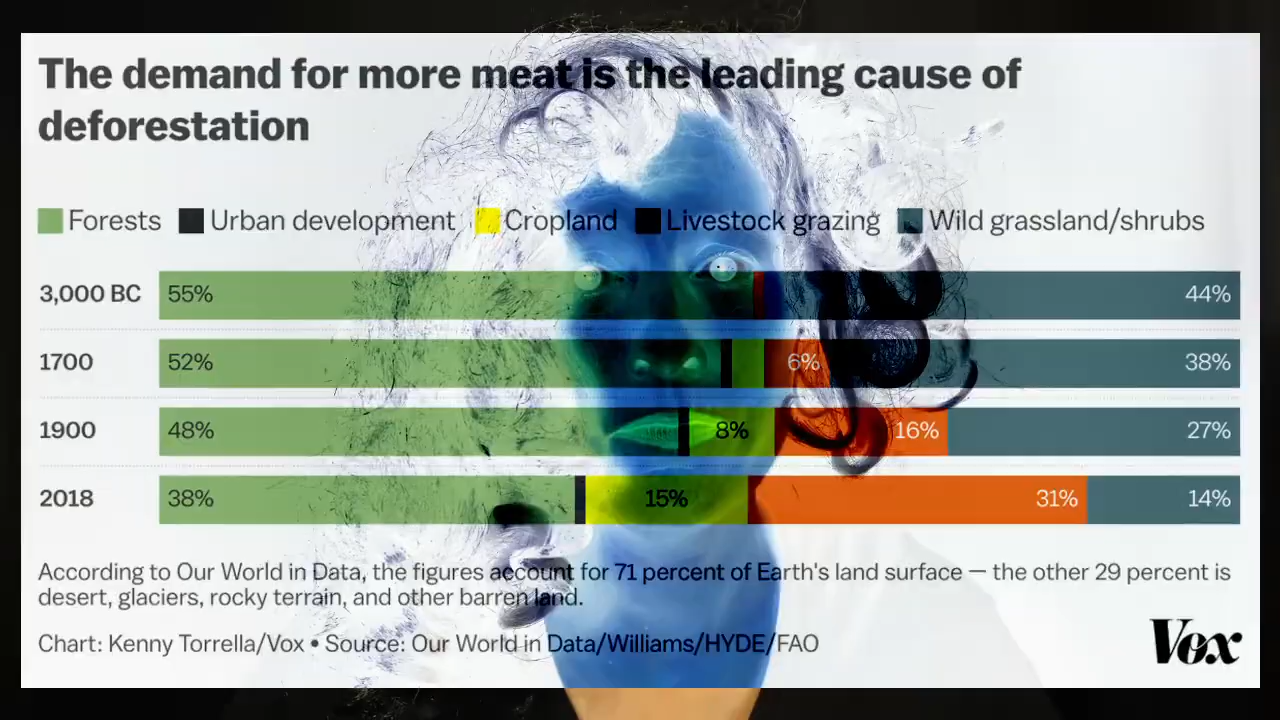 The demand for more meat is the leading cause of
deforestation
Forests Urban development Cropland Livestock grazing Wild grassland/shrubs
3,000 BC 55% 44%
1700 52% 6% 38%
1900 48% 8% 16% 27%
2018 38% 15% 31% 14%
According to Our World in Data, the figures account for 71 percent of Earth's land surface — the other 29 percent is
desert, glaciers, rocky terrain, and other barren land.
Chart: Kenny Torrella/Vox • Source: Our World in Data/Williams/HYDE/FAO
Vox